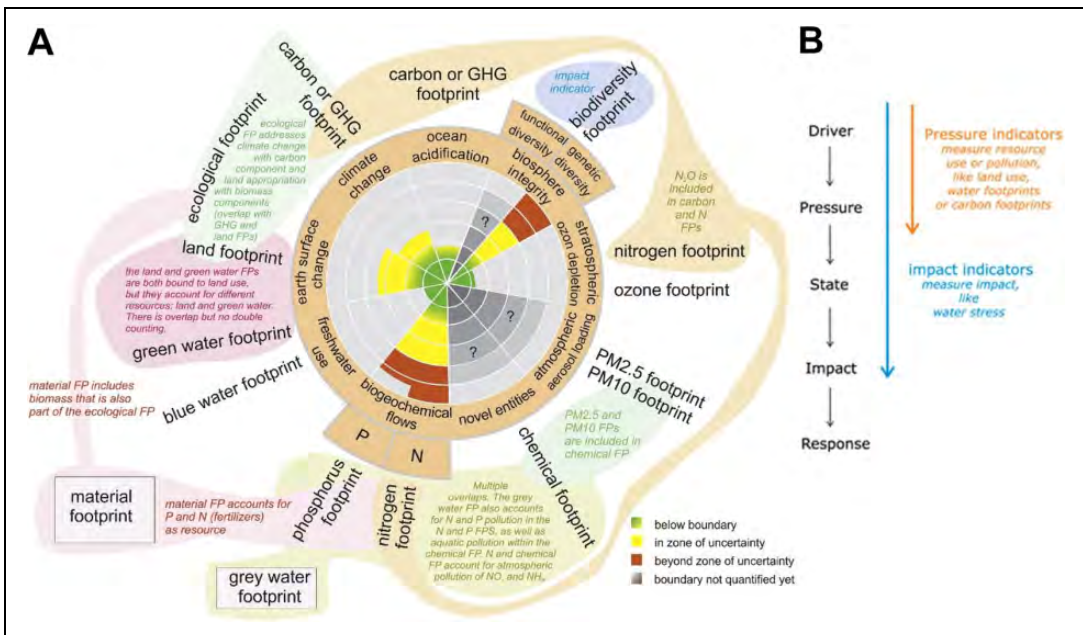 A
carbon or GHG
footprint
ecological footprint
ecological
FP addresses
climate change
with carbon
component and
land appropriation
with biomass
components
(overlap with
GHG and
land FPs)
land footprint
the land and green water FPs
are both bound to land use,
but they account for different
resources; land and green water.
There is overlap but no double
counting.
green water footprint
blue water footprint
material FP includes
biomass that is also
part of the ecological FP
material
footprint
material FP accounts for
P and N (fertilizers)
as resource
grey water
footprint
phosphorus
footprint
nitrogen
footprint
Multiple
overlaps. The grey
water FP also accounts
for N and P pollution in the
N and P FPS, as well as
aquatic pollution within the
chemical FP. N and chemical
FP account for atmospheric
pollution of NOₓ and NH₃.
chemical footprint
PM2.5 and
PM10 FPs
are included in
chemical FP
PM2.5 footprint
PM10 footprint
ozone footprint
nitrogen footprint
N₂O is
included
in carbon
and N
FPs
impact
indicator
biodiversity
footprint
carbon or GHG
footprint
climate
change
ocean
acidification
functional
diversity
genetic
diversity
biosphere
integrity
stratospheric
ozon depletion
atmospheric
aerosol loading
novel entities
biogeochemical
flows
P
N
freshwater
use
earth surface
change
?
?
?
below boundary
in zone of uncertainty
beyond zone of uncertainty
boundary not quantified yet
B
Driver
Pressure
State
Impact
Response
Pressure indicators
measure resource
use or pollution,
like land use,
water footprints
or carbon footprints
impact indicators
measure impact,
like
water stress